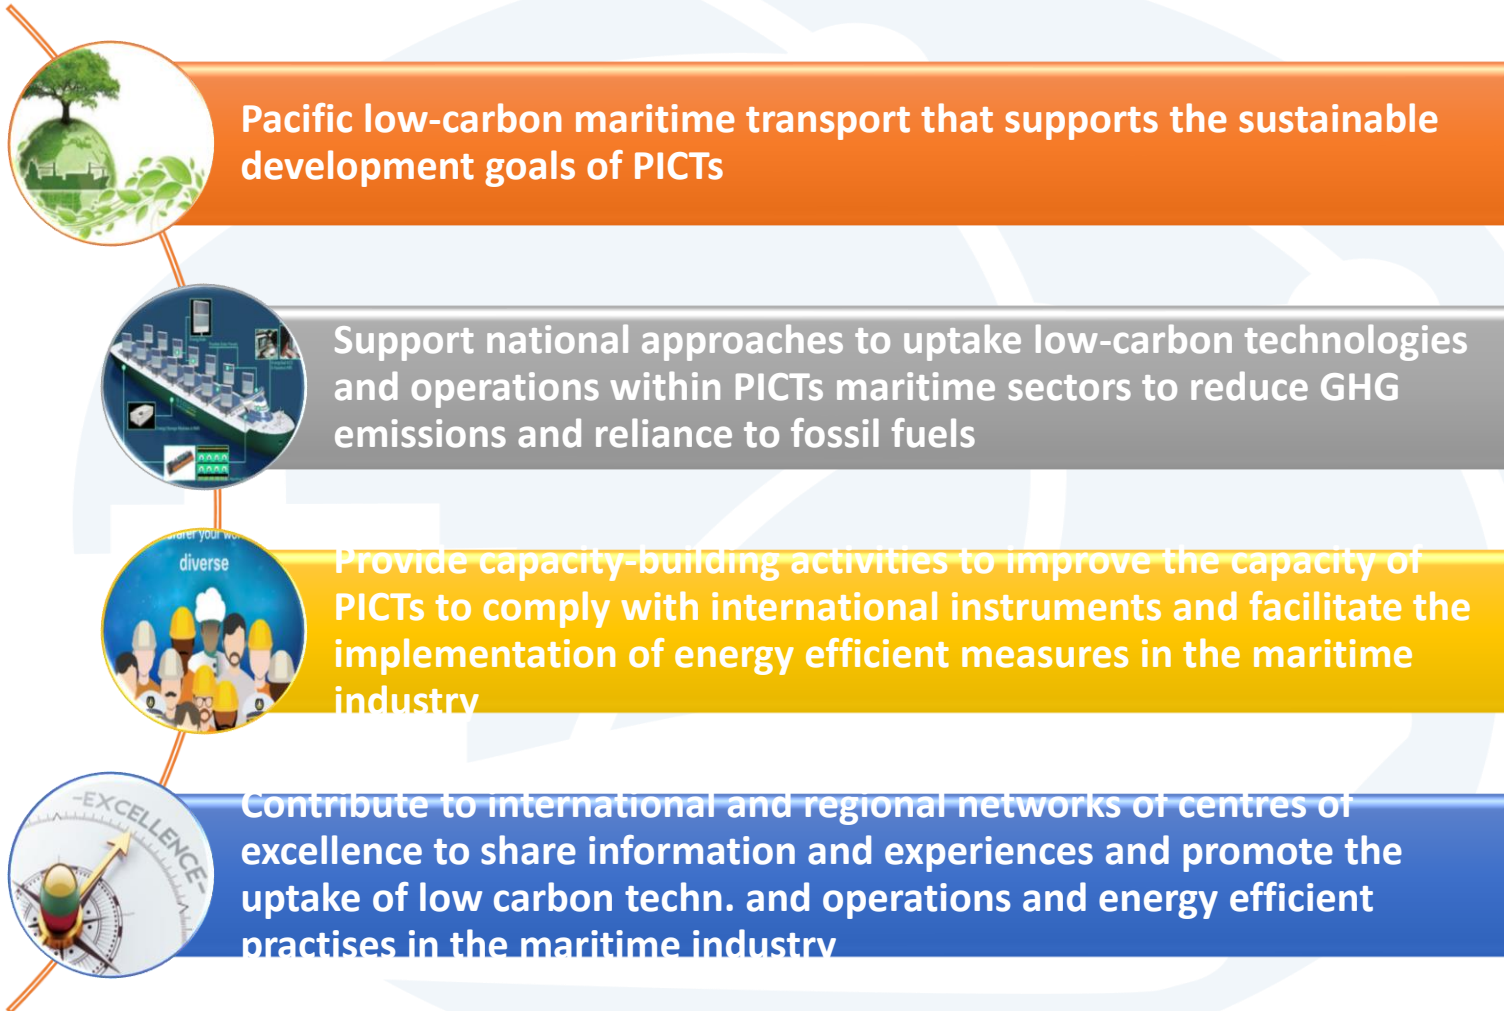 Pacific low-carbon maritime transport that supports the sustainable
development goals of PICTs
Support national approaches to uptake low-carbon technologies
and operations within PICTs maritime sectors to reduce GHG
emissions and reliance to fossil fuels
diverse
Provide capacity-building activities to improve the capacity of
PICTs to comply with international instruments and facilitate the
implementation of energy efficient measures in the maritime
industry
-EXCELLENCE-
Contribute to international and regional networks of centres of
excellence to share information and experiences and promote the
uptake of low carbon techn. and operations and energy efficient
practises in the maritime industry